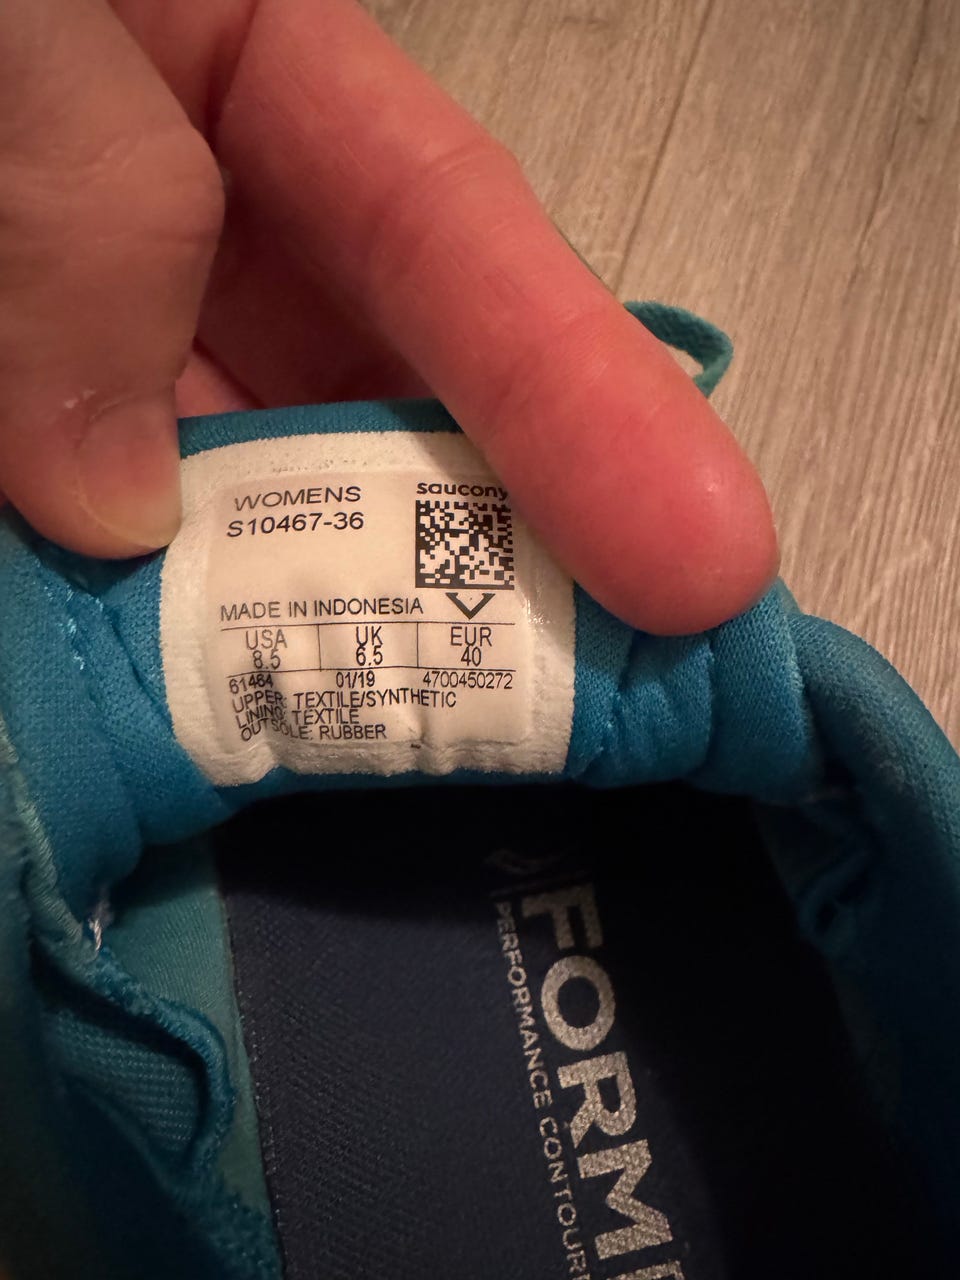 WOMENS
S10467-36
saucony
MADE IN INDONESIA
USA UK EUR
8.5 6.5 40
61464 01/19 4700450272
UPPER: TEXTILE/SYNTHETIC
LINING: TEXTILE
OUTSOLE: RUBBER
FORM
PERFORMANCE CONTOUR